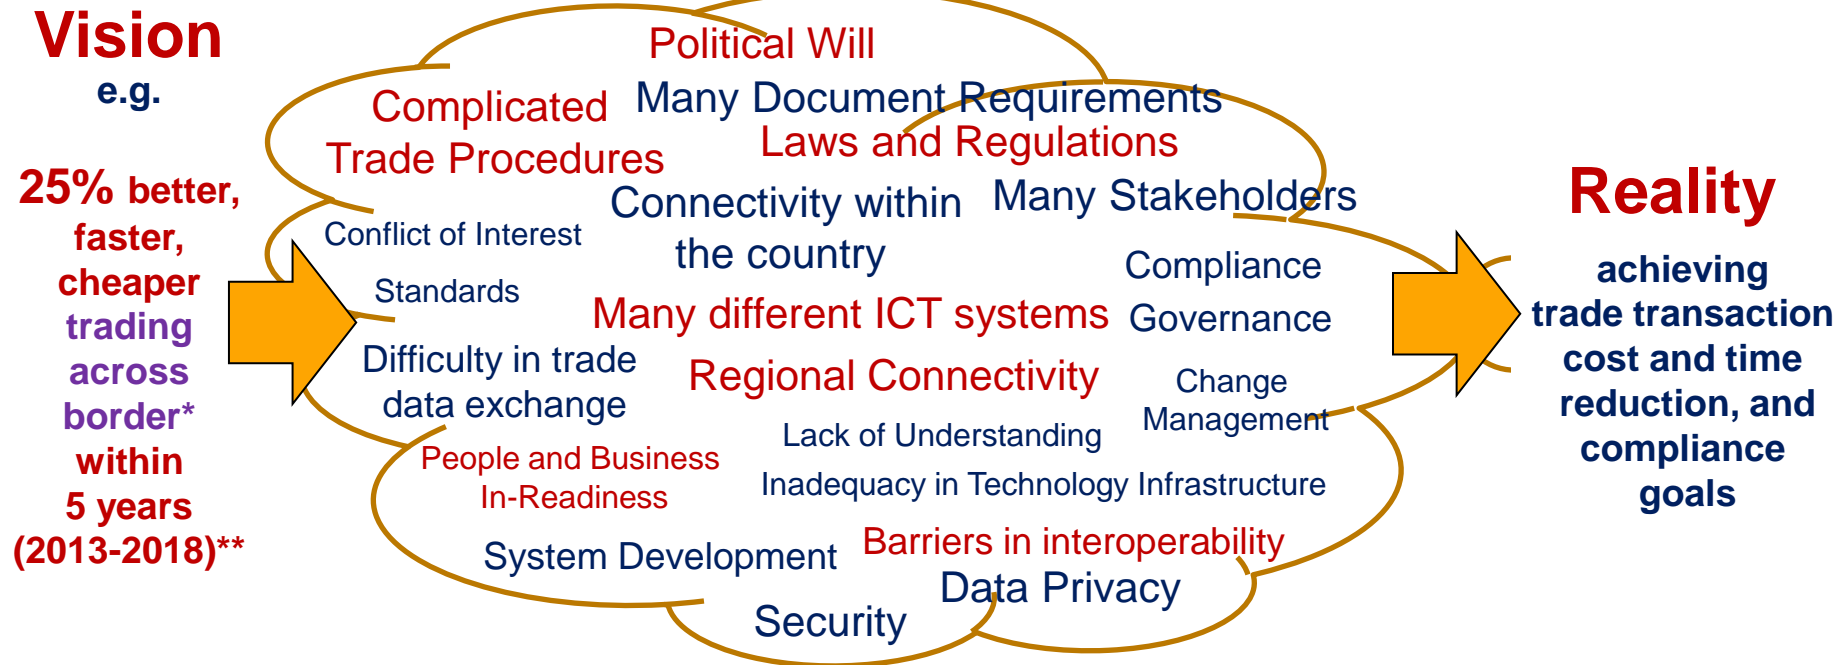 Vision
e.g.
25% better,
faster,
cheaper
trading
across
border*
within
5 years
(2013-2018)**
Political Will
Complicated
Trade Procedures
Many Document Requirements
Laws and Regulations
Connectivity within
the country
Many Stakeholders
Conflict of Interest
Standards
Compliance
Many different ICT systems
Governance
Difficulty in trade
data exchange
Regional Connectivity
Change
Management
Lack of Understanding
People and Business
In-Readiness
Inadequacy in Technology Infrastructure
System Development
Barriers in interoperability
Data Privacy
Security
Reality
achieving
trade transaction
cost and time
reduction, and
compliance
goals